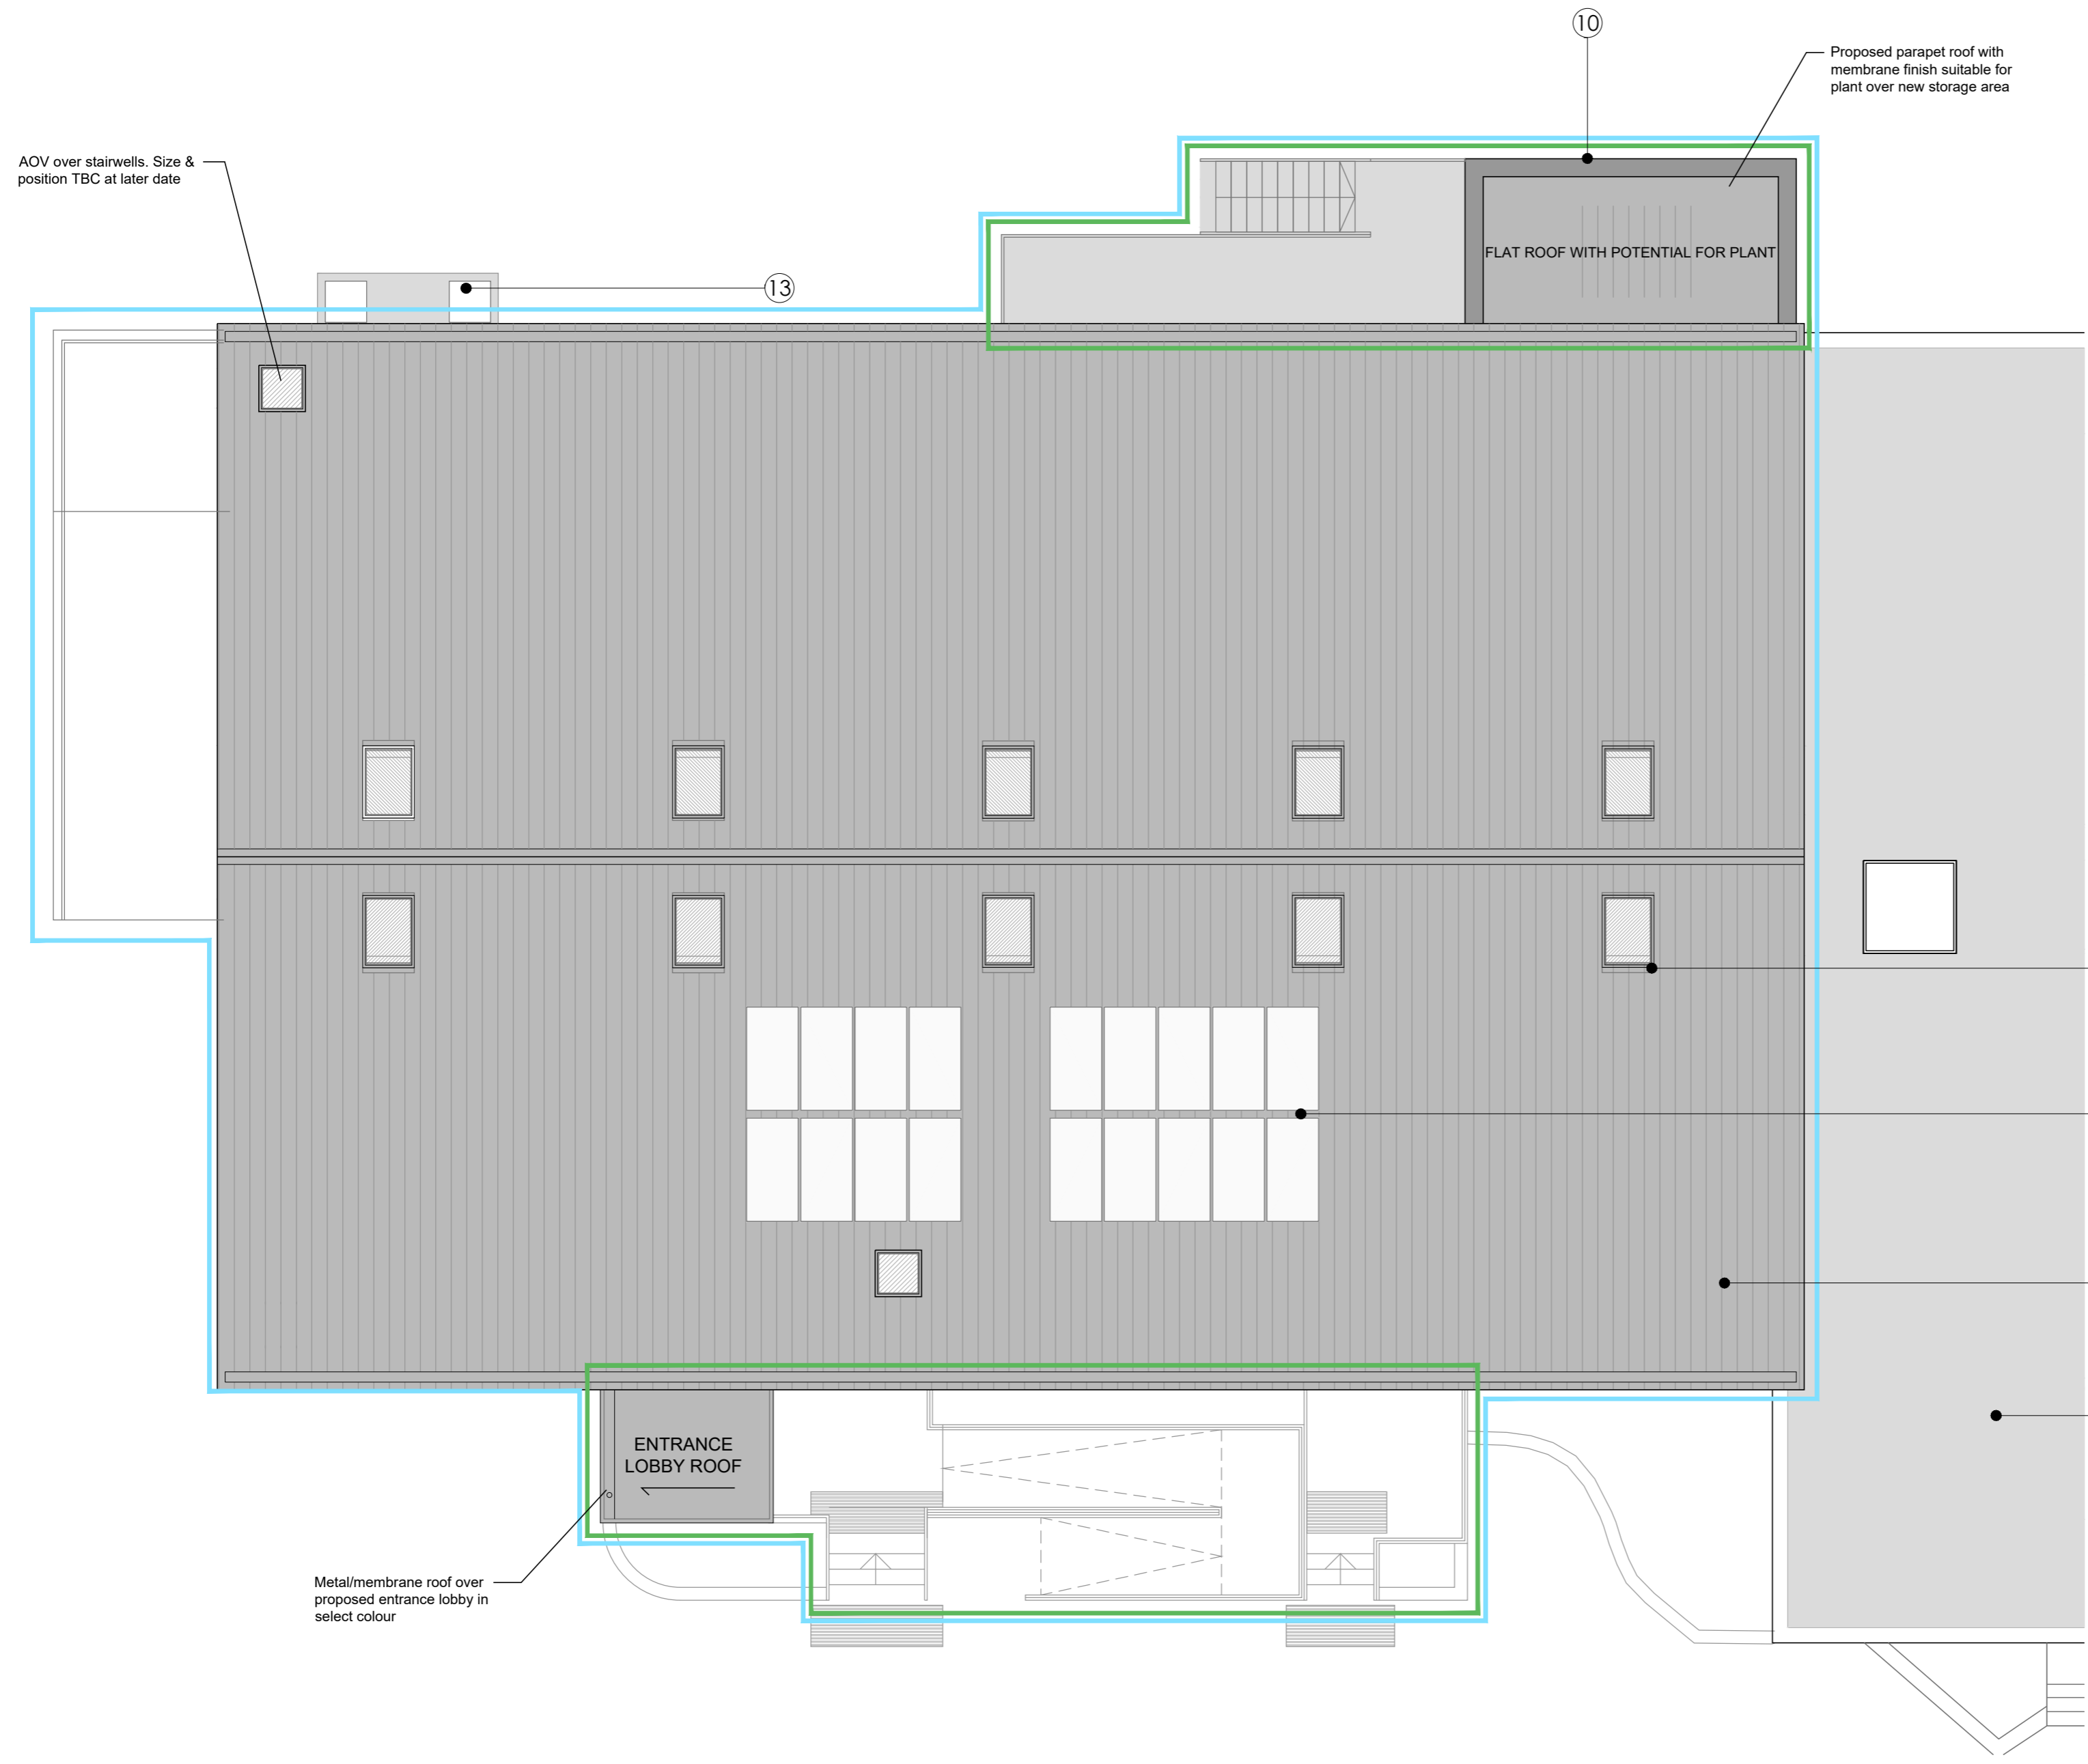 10
Proposed parapet roof with
membrane finish suitable for
plant over new storage area
AOV over stairwells. Size &
position TBC at later date
FLAT ROOF WITH POTENTIAL FOR PLANT
13
ENTRANCE
LOBBY ROOF
Metal/membrane roof over
proposed entrance lobby in
select colour